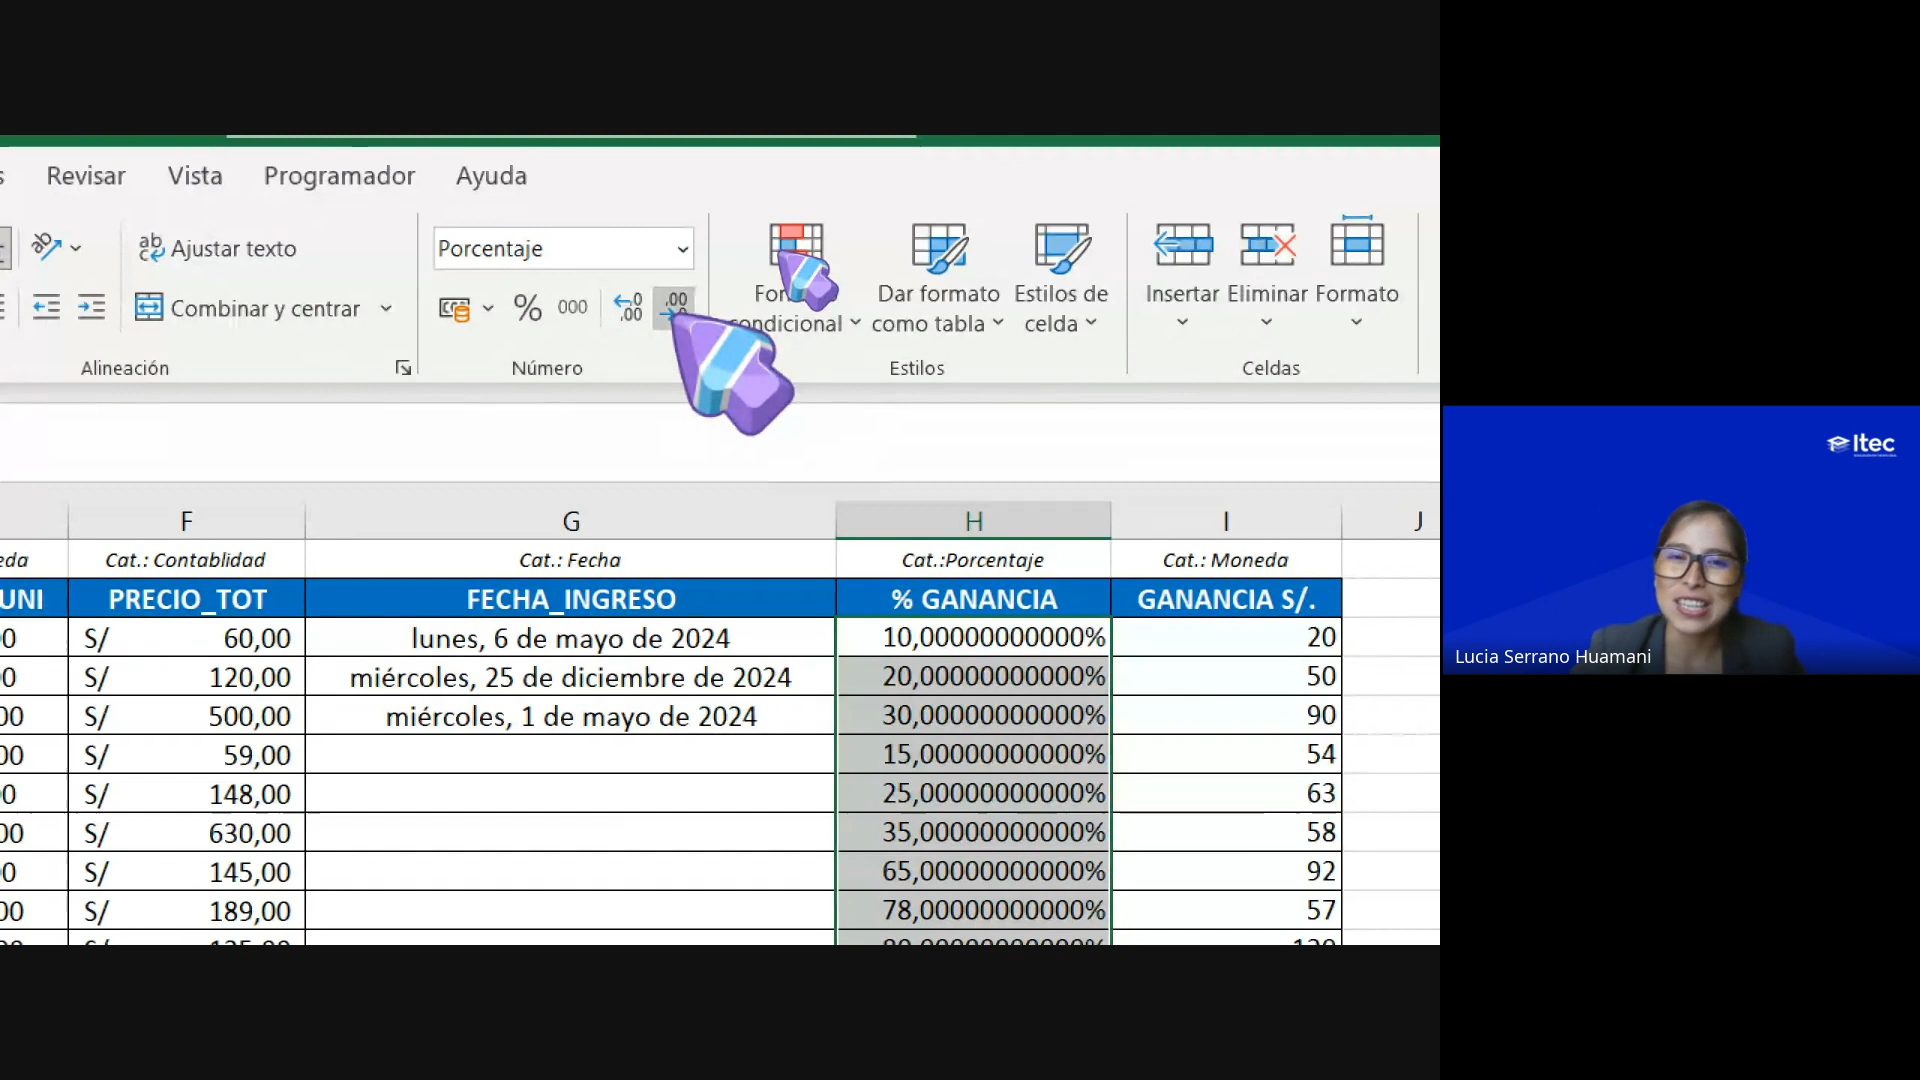 Revisar Vista Programador Ayuda
Ajustar texto
Porcentaje
Combinar y centrar
% 000
condicional
Dar formato
como tabla
Estilos de
celda
Insertar Eliminar Formato
Alineación
Número
Estilos
Celdas
F G H I J
Cat.: Contablidad Cat.: Fecha Cat.:Porcentaje Cat.: Moneda
UNI PRECIO_TOT FECHA_INGRESO % GANANCIA GANANCIA S/.
S/ 60,00 lunes, 6 de mayo de 2024 10,00000000000% 20
S/ 120,00 miércoles, 25 de diciembre de 2024 20,00000000000% 50
S/ 500,00 miércoles, 1 de mayo de 2024 30,00000000000% 90
S/ 59,00 15,00000000000% 54
S/ 148,00 25,00000000000% 63
S/ 630,00 35,00000000000% 58
S/ 145,00 65,00000000000% 92
S/ 189,00 78,00000000000% 57
Itec
Lucia Serrano Huamani